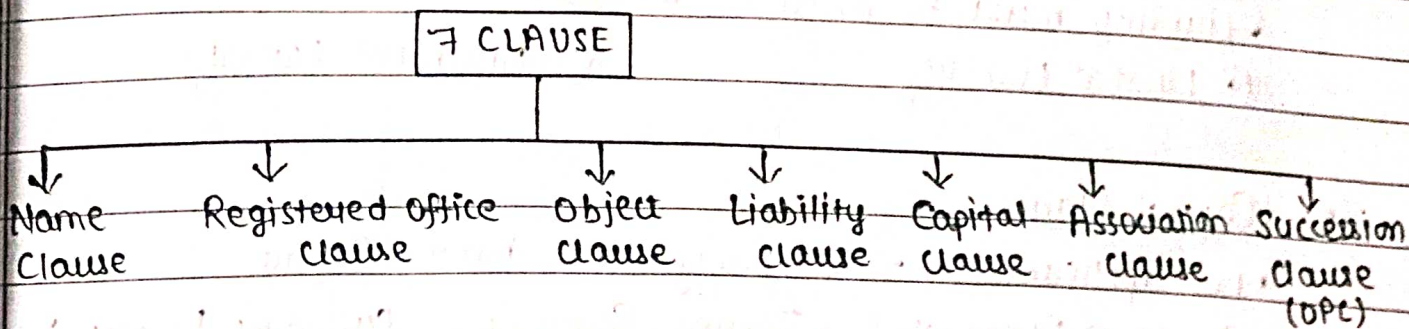 7 CLAUSE
Name Registered office Object Liability Capital Association Succession
Clause Clause Clause Clause Clause Clause Clause
(OPC)